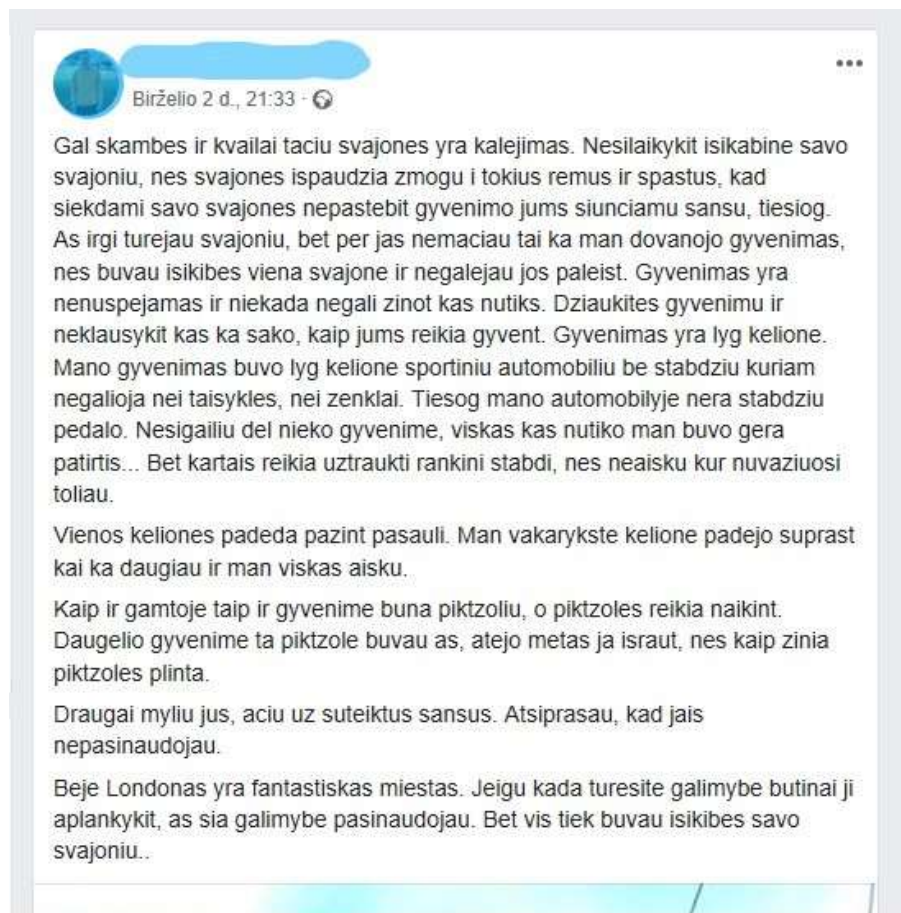 Birželio 2 d., 21:33 ·
Gal skambes ir kvailai taciu svajones yra kalejimas. Nesilaikykit isikabine savo
svajoniu, nes svajones ispaudzia zmogu i tokius remus ir spastus, kad
siekdami savo svajones nepastebit gyvenimo jums siunciamu sansu, tiesiog.
As irgi turejau svajoniu, bet per jas nemaciau tai ka man dovanojo gyvenimas,
nes buvau isikibes viena svajone ir negalejau jos paleist. Gyvenimas yra
nenuspejamas ir niekada negali zinot kas nutiks. Dziaukites gyvenimu ir
neklausykit kas ka sako, kaip jums reikia gyvent. Gyvenimas yra lyg kelione.
Mano gyvenimas buvo lyg kelione sportiniu automobiliu be stabdziu kuriam
negalioja nei taisykles, nei zenklai. Tiesog mano automobilyje nera stabdziu
pedalo. Nesigailiu del nieko gyvenime, viskas kas nutiko man buvo gera
patirtis... Bet kartais reikia uztraukti rankini stabdi, nes neaisku kur nuvaziuosi
toliau.
Vienos keliones padeda pazint pasauli. Man vakarykste kelione padejo suprast
kai ka daugiau ir man viskas aisku.
Kaip ir gamtoje taip ir gyvenime buna piktzoliu, o piktzoles reikia naikint.
Daugelio gyvenime ta piktzole buvau as, atejo metas ja israut, nes kaip zinia
piktzoles plinta.
Draugai myliu jus, aciu uz suteiktus sansus. Atsiprasau, kad jais
nepasinaudojau.
Beje Londonas yra fantastiskas miestas. Jeigu kada turesite galimybe butinai ji
aplankykit, as sia galimybe pasinaudojau. Bet vis tiek buvau isikibes savo
svajoniu..